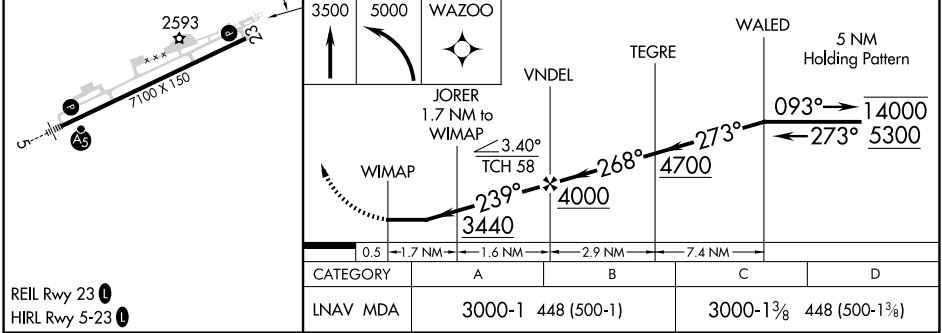 2593
P
23
x x x
P
7100 X 150
5
A5
REIL Rwy 23 L
HIRL Rwy 5-23 L
3500
5000
WAZOO
VNDEL
TEGRE
WALED
5 NM
Holding Pattern
JORER
1.7 NM to
WIMAP
WIMAP
3.40°
TCH 58
093°
14000
273°
5300
273°
4700
268°
4000
239°
3440
0.5
1.7 NM
1.6 NM
2.9 NM
7.4 NM
CATEGORY A B C D
LNAV MDA 3000-1 448 (500-1) 3000-1⅜ 448 (500-1⅜)